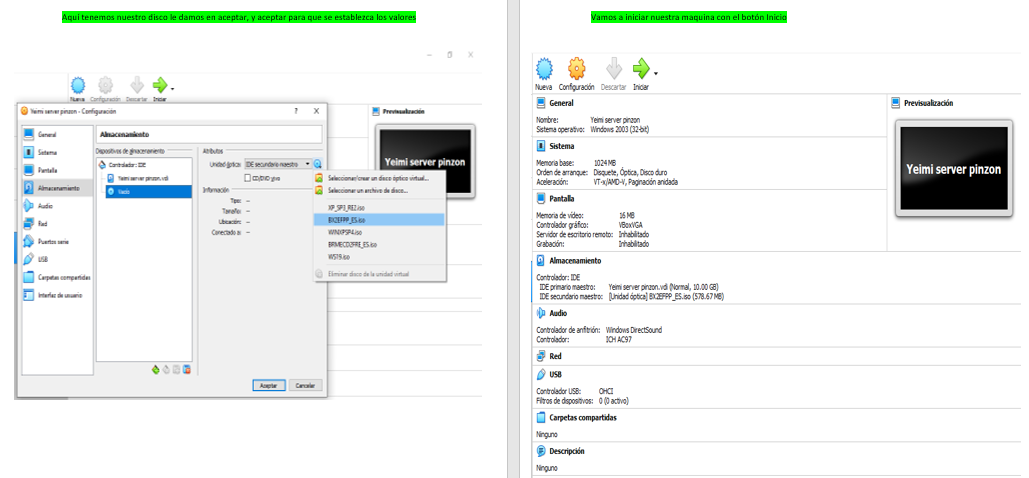 Aquí tenemos nuestro disco le damos en aceptar, y aceptar para que se establezca los valores
Nueva Configuración Descartar Iniciar
Yeimi server pinzon - Configuración
General
Sistema
Pantalla
Almacenamiento
Audio
Red
Puertos serie
USB
Carpetas compartidas
Interfaz de usuario
Almacenamiento
Dispositivos de almacenamiento
Controlador: IDE
Yeimi server pinzon.vdi
Vacío
Atributos
Unidad óptica: IDE secundario maestro
CD/DVD vivo
Información
Tipo: --
Tamaño: --
Ubicación: --
Conectado a: --
Seleccionar/crear un disco óptico virtual...
Seleccionar un archivo de disco...
XP_SP3_REZ.iso
BX2EFPP_ES.iso
WINXPSP4.iso
BRMECD2FRE_ES.iso
WS19.iso
Eliminar disco de la unidad virtual
Aceptar Cancelar
Previsualización
Yeimi server pinzon
Vamos a iniciar nuestra maquina con el botón Inicio
Nueva Configuración Descartar Iniciar
General
Nombre: Yeimi server pinzon
Sistema operativo: Windows 2003 (32-bit)
Sistema
Memoria base: 1024 MB
Orden de arranque: Disquete, Óptica, Disco duro
Aceleración: VT-x/AMD-V, Paginación anidada
Pantalla
Memoria de vídeo: 16 MB
Controlador gráfico: VBoxVGA
Servidor de escritorio remoto: Inhabilitado
Grabación: Inhabilitado
Almacenamiento
Controlador: IDE
IDE primario maestro: Yeimi server pinzon.vdi (Normal, 10.00 GB)
IDE secundario maestro: [Unidad óptica] BX2EFPP_ES.iso (578.67 MB)
Audio
Controlador de anfitrión: Windows DirectSound
Controlador: ICH AC97
Red
USB
Controlador USB: OHCI
Filtros de dispositivos: 0 (0 activo)
Carpetas compartidas
Ninguno
Descripción
Ninguno
Previsualización
Yeimi server pinzon